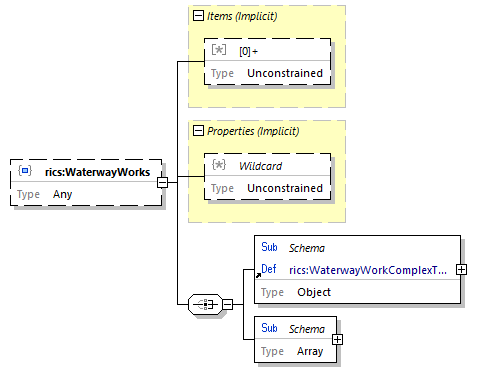 Items (Implicit)
[0]+
Type Unconstrained
Properties (Implicit)
Wildcard
Type Unconstrained
rics:WaterwayWorks
Type Any
Sub Schema
Def rics:WaterwayWorkComplexT...
Type Object
Sub Schema
Type Array